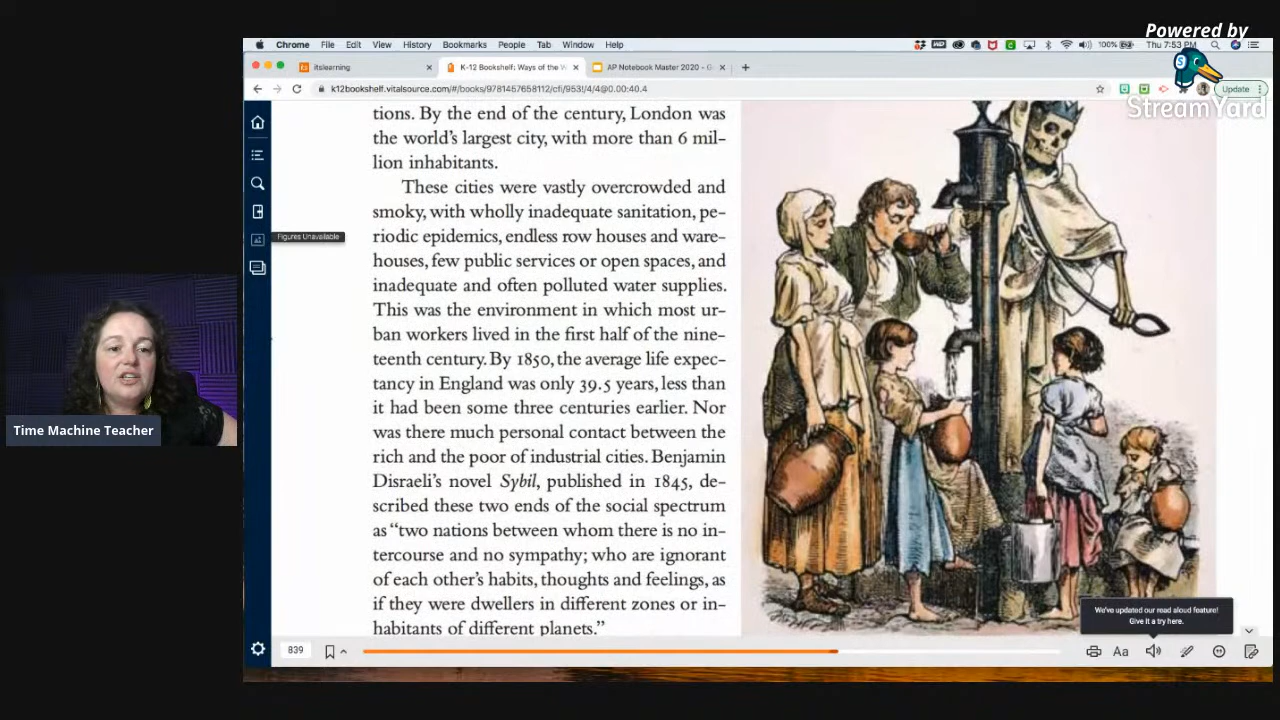 Powered by
StreamYard
Chrome File Edit View History Bookmarks People Tab Window Help
100% Thu 7:53 PM
itslearning
K-12 Bookshelf: Ways of the W
AP Notebook Master 2020 - G
k12bookshelf.vitalsource.com/#/books/9781457658112/cfi/953!/4/4@0.00:40.4
Update
tions. By the end of the century, London was
the world's largest city, with more than 6 mil-
lion inhabitants.
These cities were vastly overcrowded and
smoky, with wholly inadequate sanitation, pe-
riodic epidemics, endless row houses and ware-
houses, few public services or open spaces, and
inadequate and often polluted water supplies.
This was the environment in which most ur-
ban workers lived in the first half of the nine-
teenth century. By 1850, the average life expec-
tancy in England was only 39.5 years, less than
it had been some three centuries earlier. Nor
was there much personal contact between the
rich and the poor of industrial cities. Benjamin
Disraeli's novel Sybil, published in 1845, de-
scribed these two ends of the social spectrum
as “two nations between whom there is no in-
tercourse and no sympathy; who are ignorant
of each other's habits, thoughts and feelings, as
if they were dwellers in different zones or in-
habitants of different planets.”
Figures Unavailable
Time Machine Teacher
We've updated our read aloud feature!
Give it a try here.
839
Aa